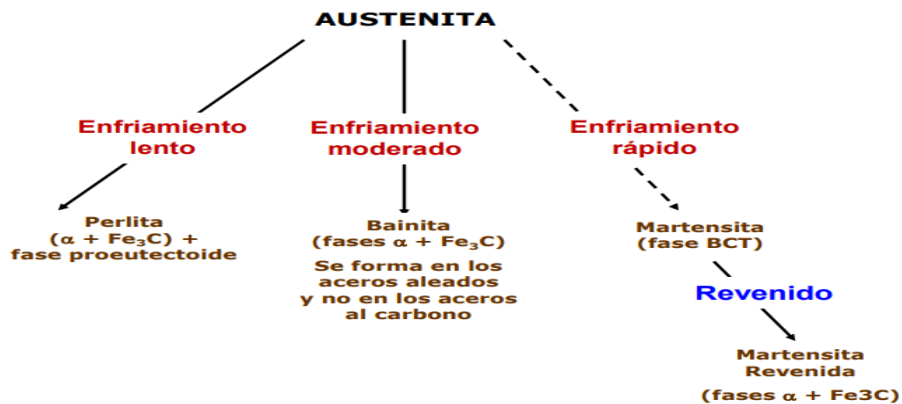 AUSTENITA
Enfriamiento
lento
Enfriamiento
moderado
Enfriamiento
rápido
Perlita
(α + Fe₃C) +
fase proeutectoide
Bainita
(fases α + Fe₃C)
Se forma en los
aceros aleados
y no en los aceros
al carbono
Martensita
(fase BCT)
Revenido
Martensita
Revenida
(fases α + Fe3C)